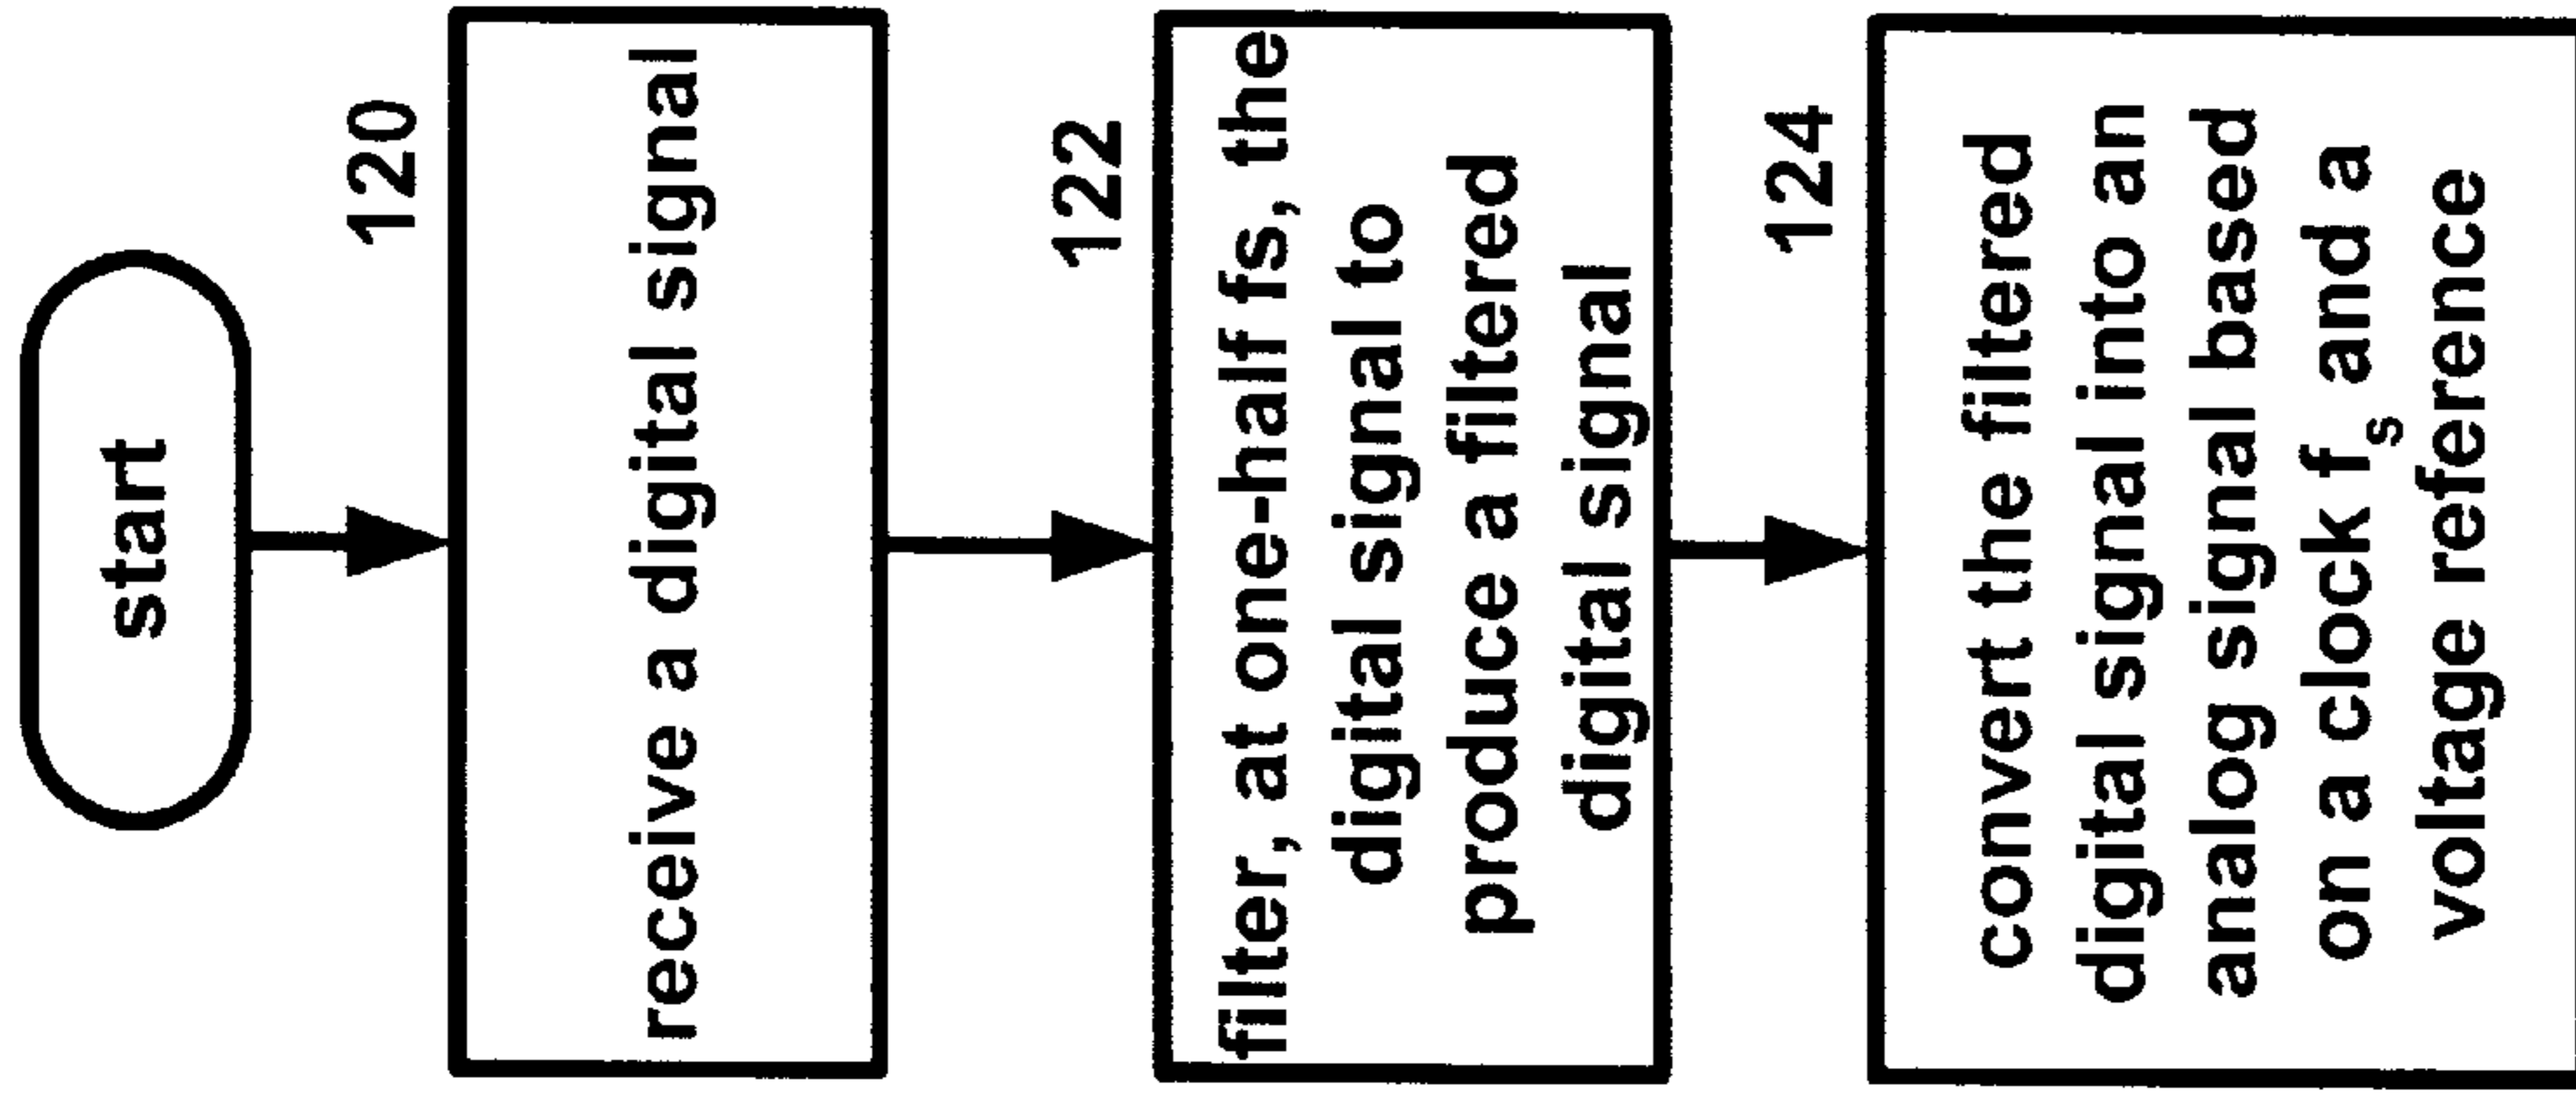 start
120
receive a digital signal
122
filter, at one-half fs, the
digital signal to
produce a filtered
digital signal
124
convert the filtered
digital signal into an
analog signal based
on a clock fs and a
voltage reference